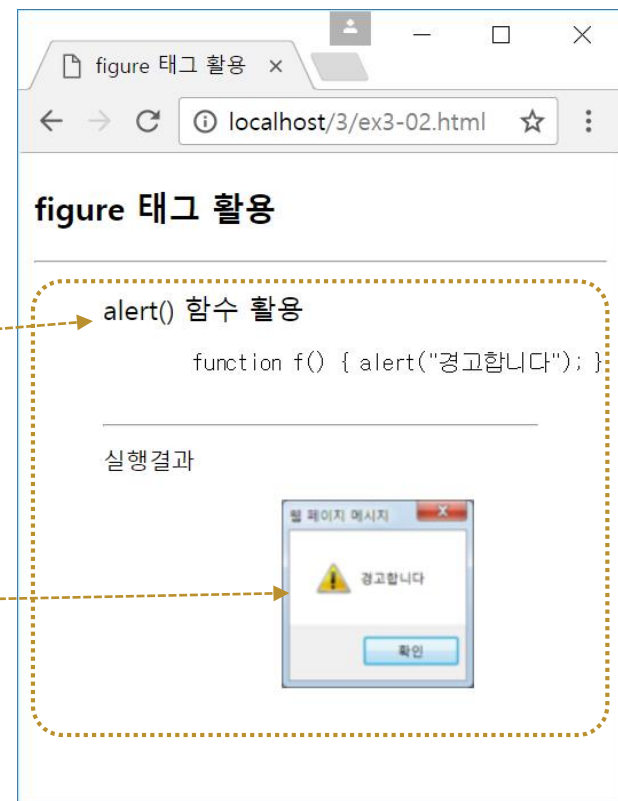 figure 태그 활용
localhost/3/ex3-02.html
figure 태그 활용
alert() 함수 활용
function f() { alert("경고합니다"); }
실행결과
웹 페이지 메시지
경고합니다
확인